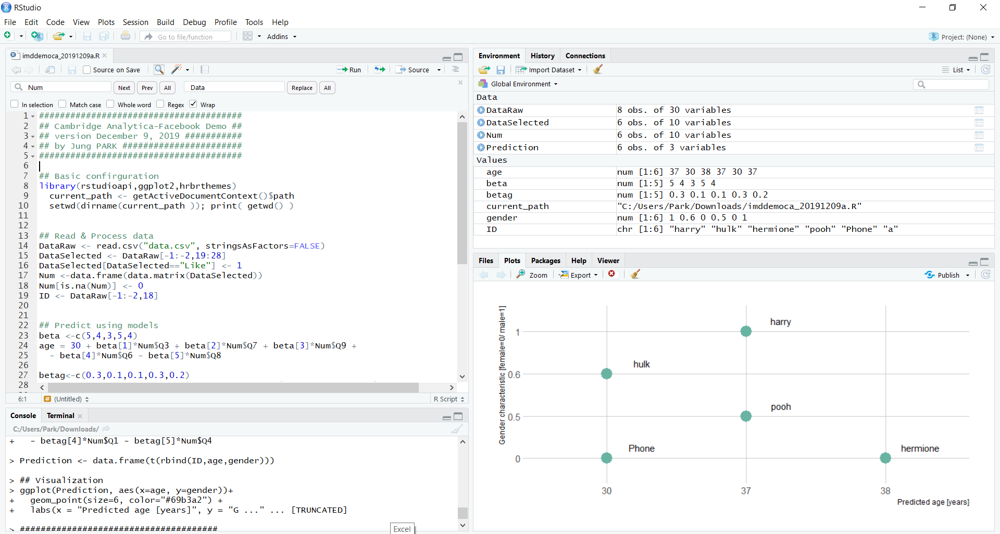 RStudio
File Edit Code View Plots Session Build Debug Profile Tools Help
Go to file/function Addins Project: (None)
imddemoca_20191209a.R
Source on Save Run Source
Num Next Prev All Data Replace All
In selection Match case Whole word Regex Wrap
1 #######################################
2 ## Cambridge Analytica-Facebook Demo ##
3 ## version December 9, 2019 ###########
4 ## by Jung PARK #######################
5 #######################################
6
7 ## Basic confirguration
8 library(rstudioapi,ggplot2,hrbrthemes)
9 current_path <- getActiveDocumentContext()$path
10 setwd(dirname(current_path )); print( getwd() )
11
12
13 ## Read & Process data
14 DataRaw <- read.csv("data.csv", stringsAsFactors=FALSE)
15 DataSelected <- DataRaw[-1:-2,19:28]
16 DataSelected[DataSelected=="Like"] <- 1
17 Num <-data.frame(data.matrix(DataSelected))
18 Num[is.na(Num)] <- 0
19 ID <- DataRaw[-1:-2,18]
20
21
22 ## Predict using models
23 beta <-c(5,4,3,5,4)
24 age = 30 + beta[1]*Num$Q3 + beta[2]*Num$Q7 + beta[3]*Num$Q9 +
25 - beta[4]*Num$Q6 - beta[5]*Num$Q8
26
27 betag<-c(0.3,0.1,0.1,0.3,0.2)
28
6:1 # (Untitled) R Script
Console Terminal
C:/Users/Park/Downloads/
+ - betag[4]*Num$Q1 - betag[5]*Num$Q4
> Prediction <- data.frame(t(rbind(ID,age,gender)))
> ## Visualization
> ggplot(Prediction, aes(x=age, y=gender))+
+ geom_point(size=6, color="#69b3a2") +
+ labs(x = "Predicted age [years]", y = "G ..." ... [TRUNCATED]
> ######################################
Excel
Environment History Connections
Import Dataset List
Global Environment
Data
DataRaw 8 obs. of 30 variables
DataSelected 6 obs. of 10 variables
Num 6 obs. of 10 variables
Prediction 6 obs. of 3 variables
Values
age num [1:6] 37 30 38 37 30 37
beta num [1:5] 5 4 3 5 4
betag num [1:5] 0.3 0.1 0.1 0.3 0.2
current_path "C:/Users/Park/Downloads/imddemoca_20191209a.R"
gender num [1:6] 1 0.6 0 0.5 0 1
ID chr [1:6] "harry" "hulk" "hermione" "pooh" "Phone" "a"
Files Plots Packages Help Viewer
Zoom Export Publish
Gender characteristic [female=0/ male=1]
harry
1
hulk
0.6
pooh
0.5
Phone hermione
0
30 37 38
Predicted age [years]